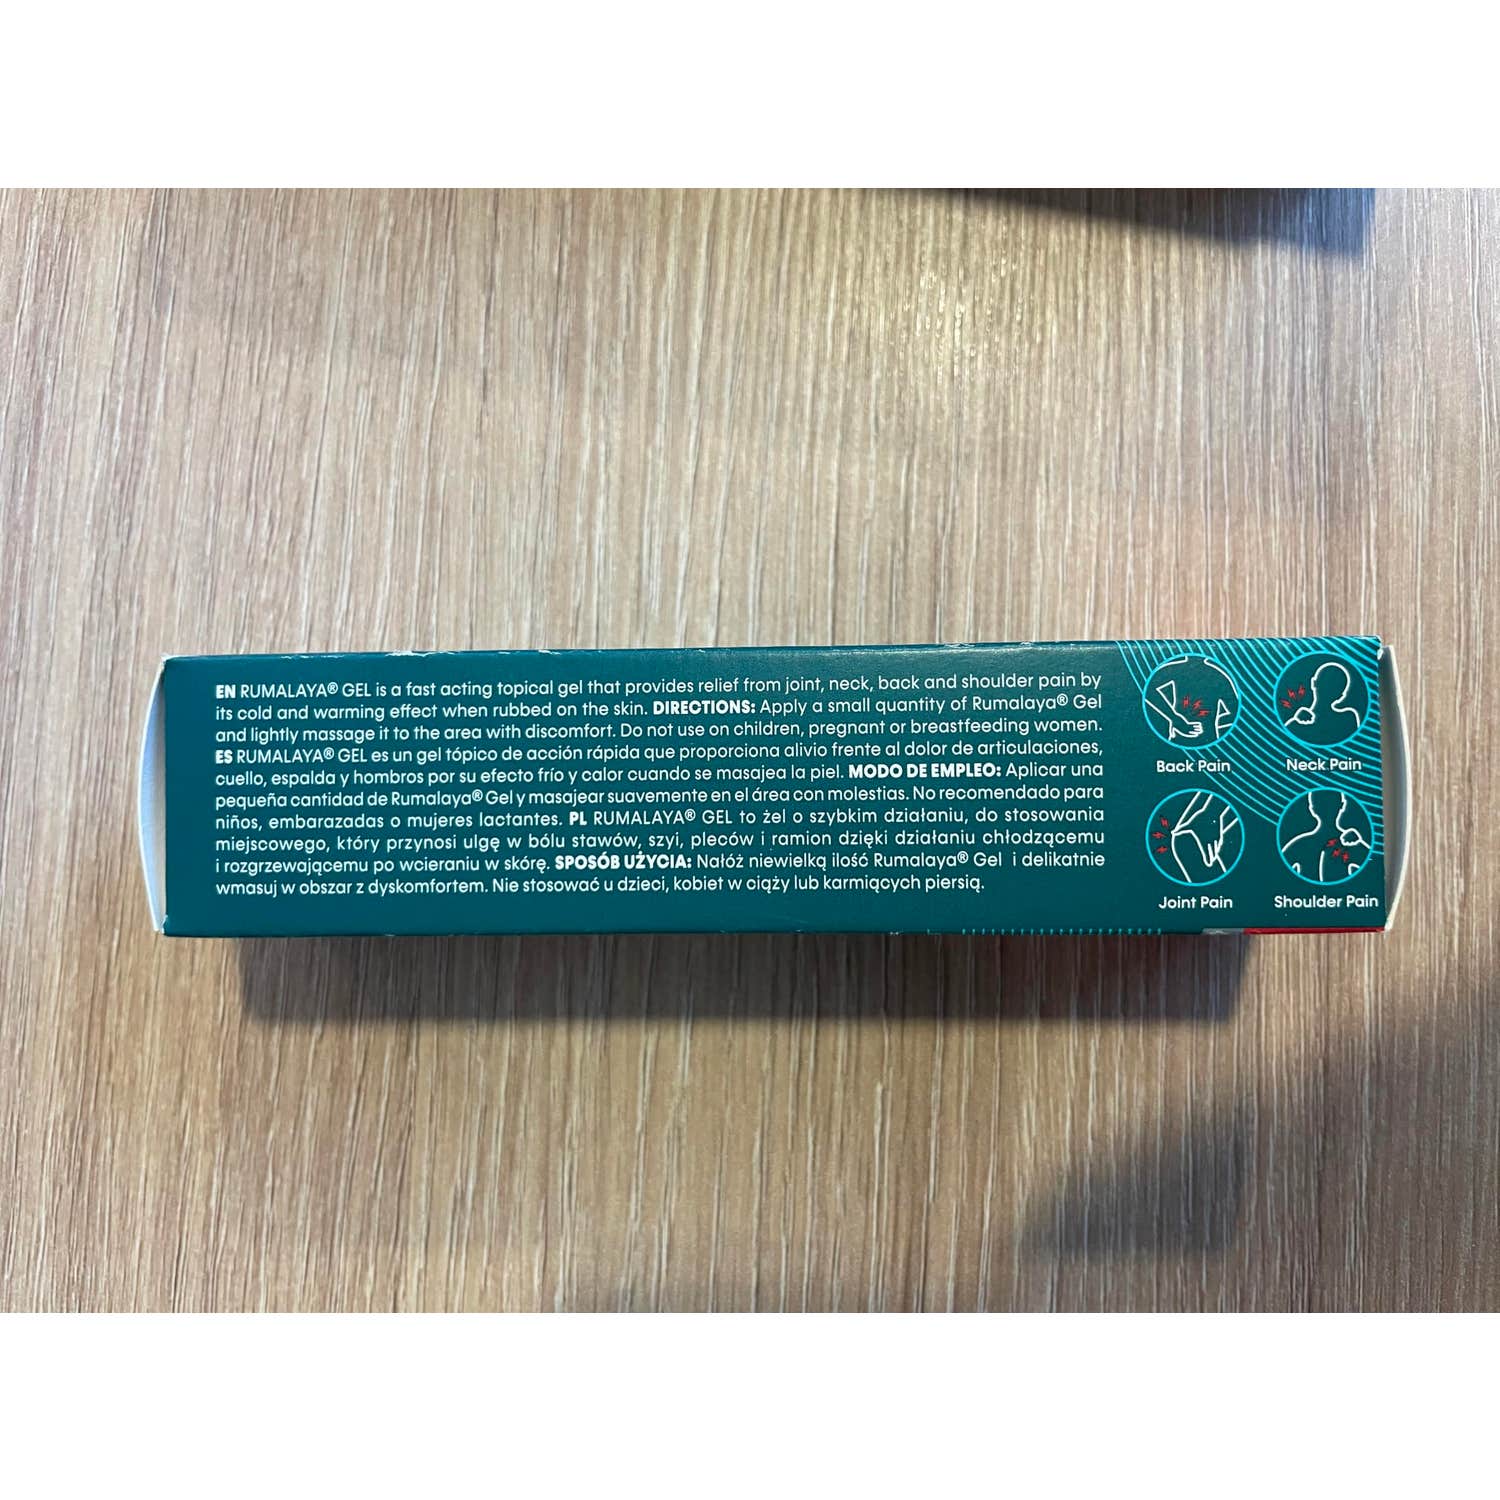 EN RUMALAYA® GEL is a fast acting topical gel that provides relief from joint, neck, back and shoulder pain by
its cold and warming effect when rubbed on the skin. DIRECTIONS: Apply a small quantity of Rumalaya® Gel
and lightly massage it to the area with discomfort. Do not use on children, pregnant or breastfeeding women.
ES RUMALAYA® GEL es un gel tópico de acción rápida que proporciona alivio frente al dolor de articulaciones,
cuello, espalda y hombros por su efecto frío y calor cuando se masajea la piel. MODO DE EMPLEO: Aplicar una
pequeña cantidad de Rumalaya® Gel y masajear suavemente en el área con molestias. No recomendado para
niños, embarazadas o mujeres lactantes. PL RUMALAYA® GEL to żel o szybkim działaniu, do stosowania
miejscowego, który przynosi ulgę w bólu stawów, szyi, pleców i ramion dzięki działaniu chłodzącemu
i rozgrzewającemu po wcieraniu w skórę. SPOSÓB UŻYCIA: Nałóż niewielką ilość Rumalaya® Gel i delikatnie
wmasuj w obszar z dyskomfortem. Nie stosować u dzieci, kobiet w ciąży lub karmiących piersią.
Back Pain
Neck Pain
Joint Pain
Shoulder Pain